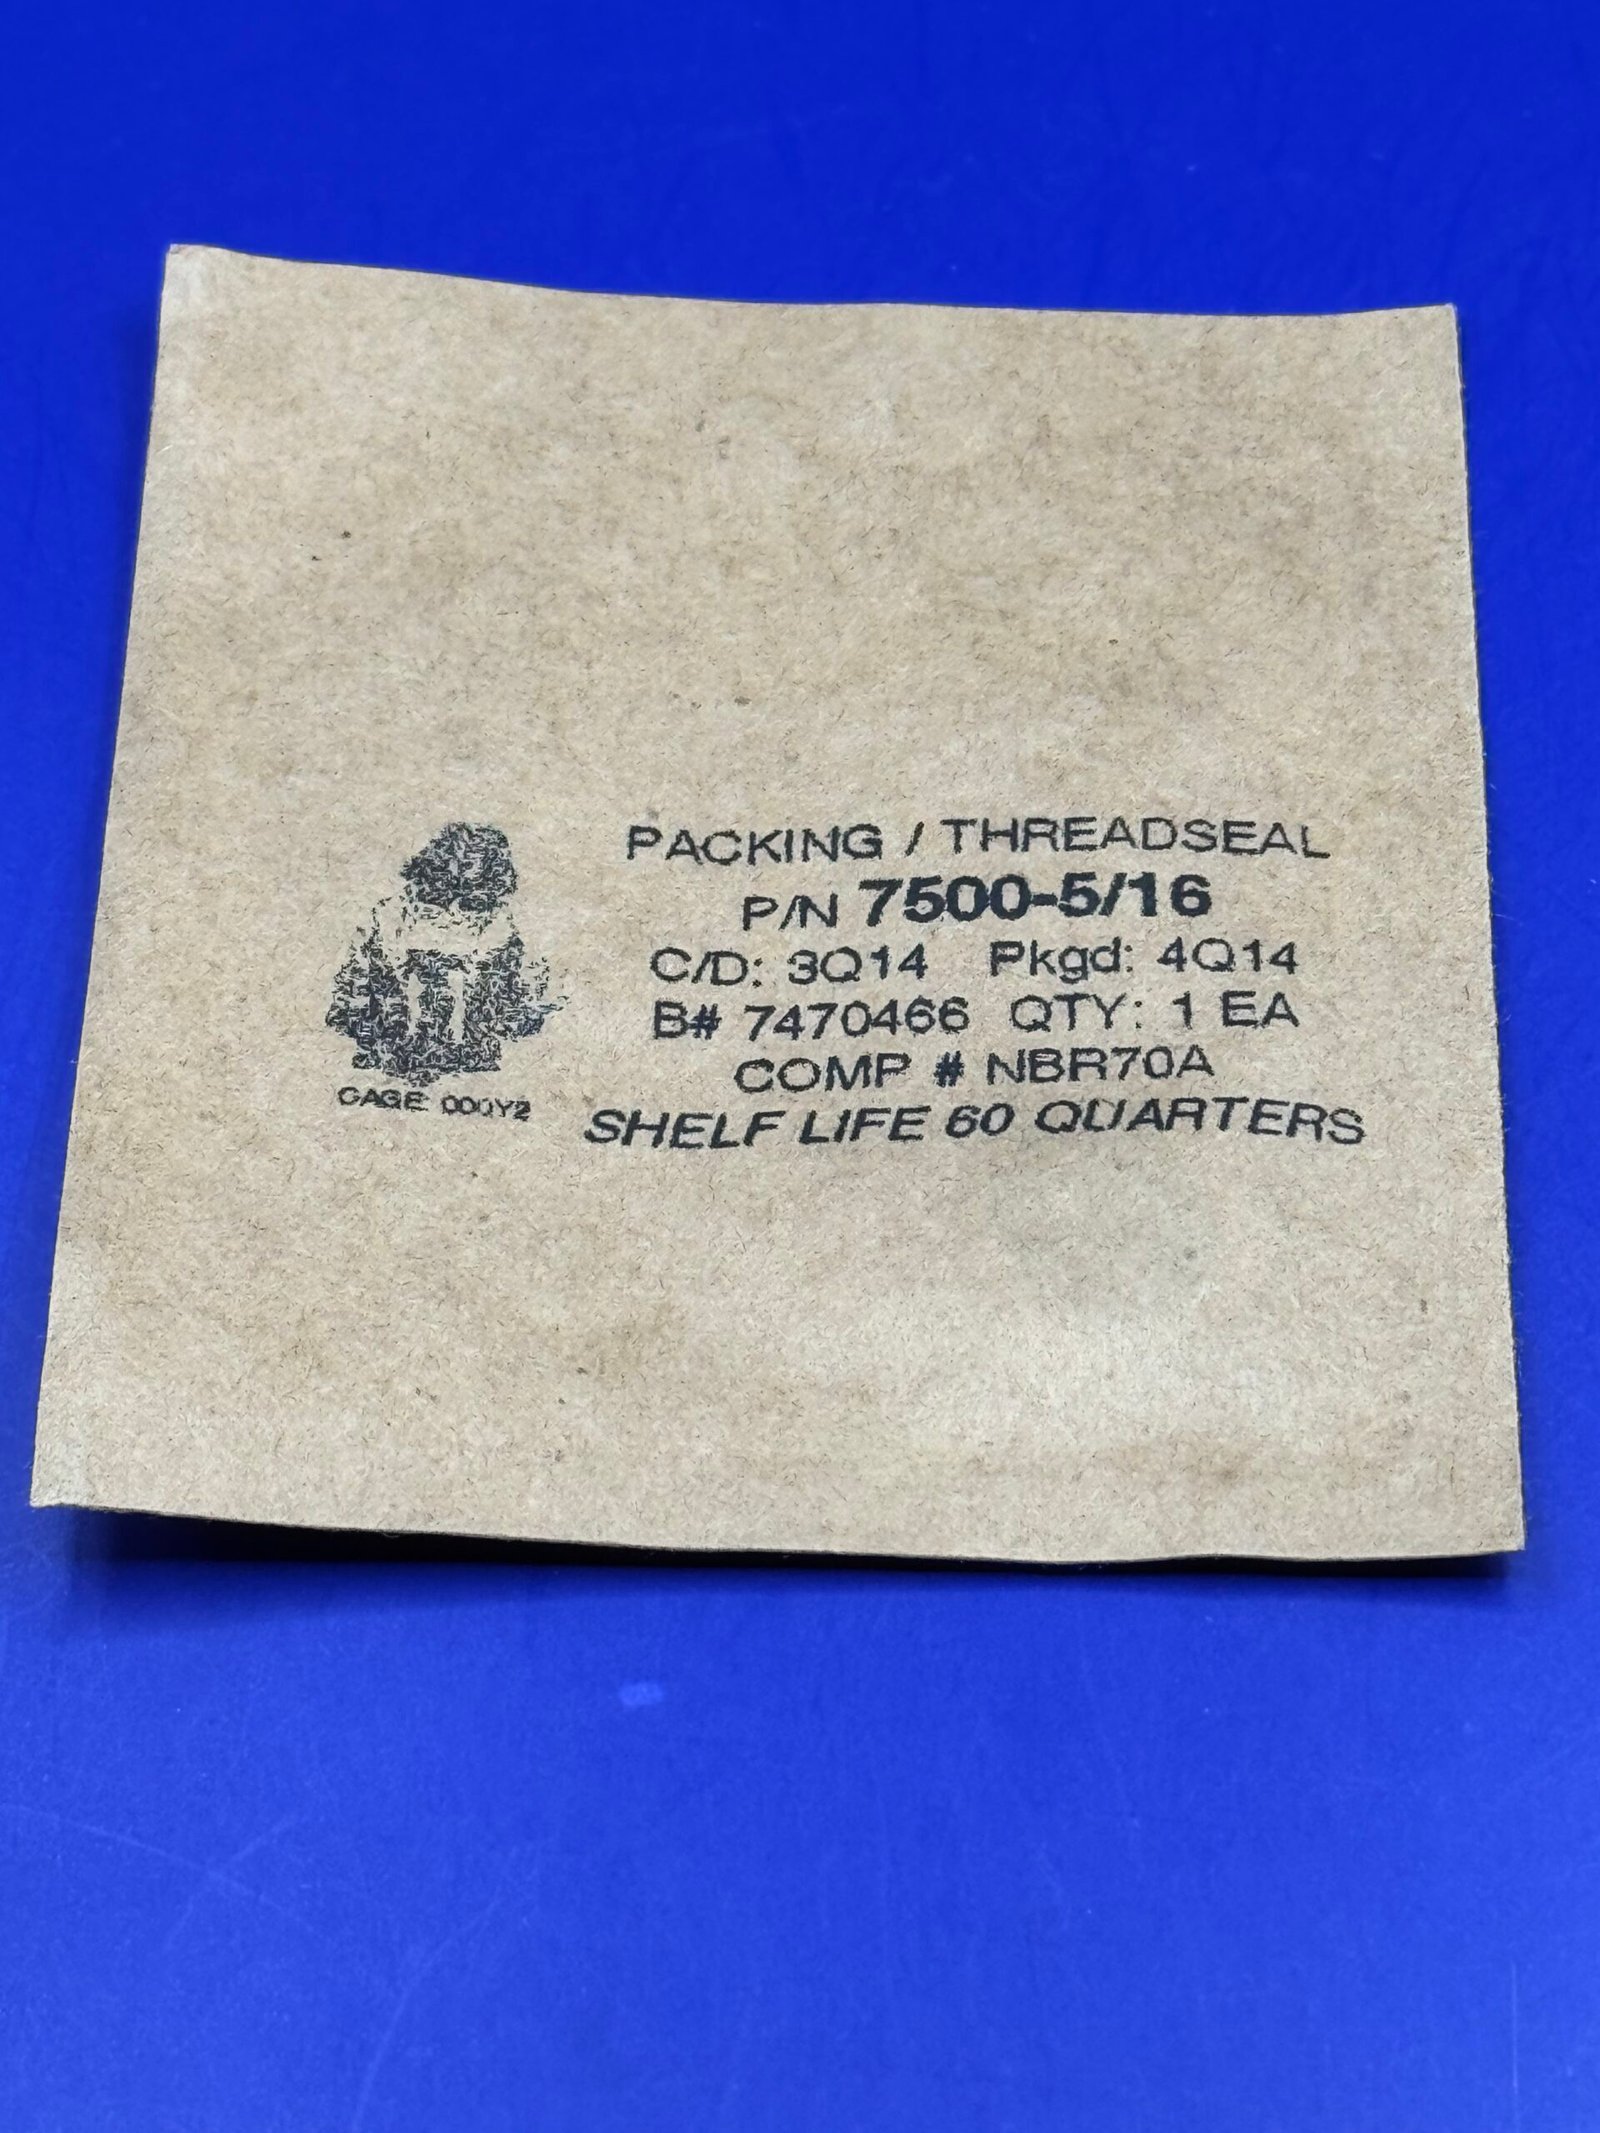 PACKING / THREADSEAL
P/N 7500-5/16
C/D: 3Q14 Pkgd: 4Q14
B# 7470466 QTY: 1 EA
COMP # NBR70A
SHELF LIFE 60 QUARTERS
CAGE 000Y2